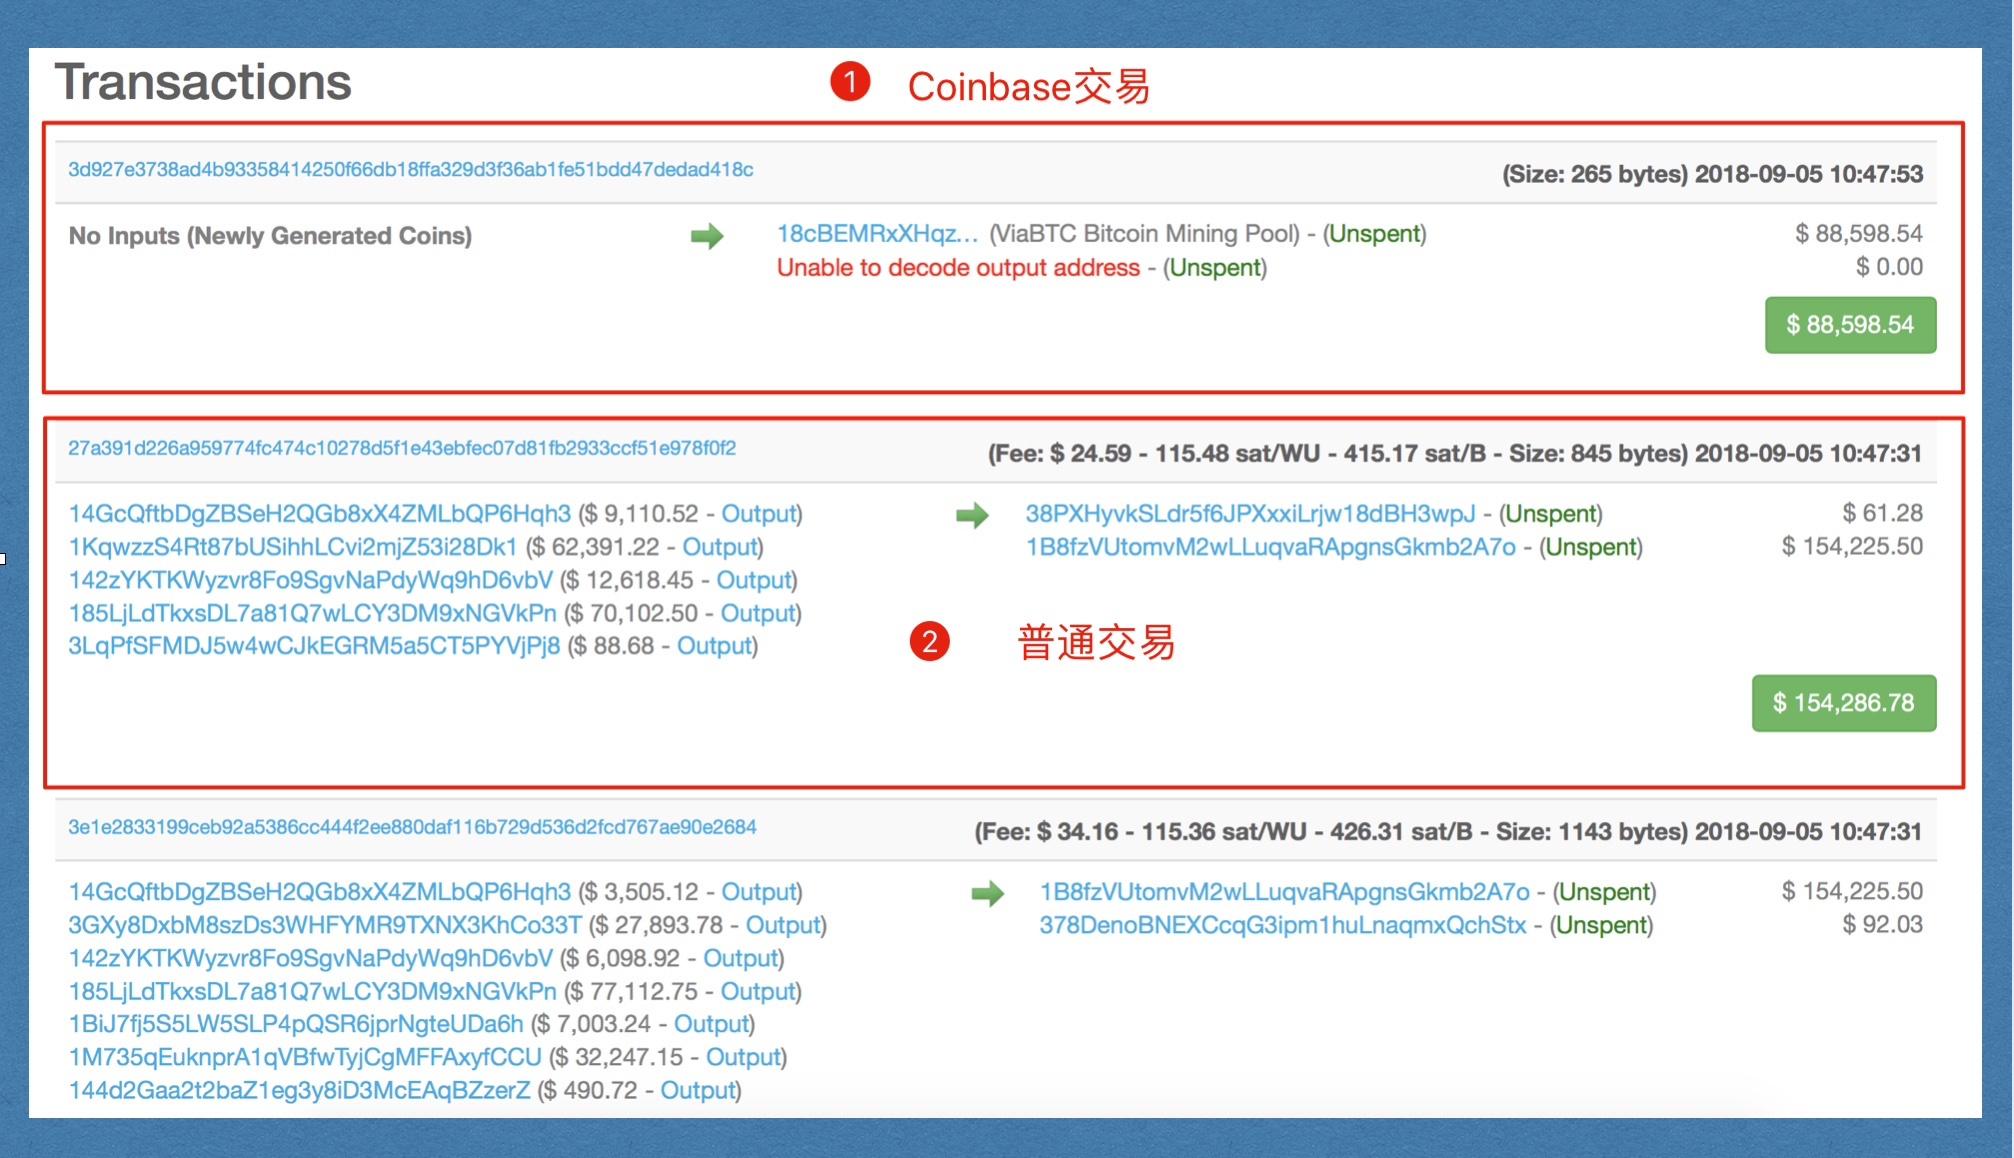 Transactions
1 Coinbase交易
3d927e3738ad4b93358414250f66db18ffa329d3f36ab1fe51bdd47dedad418c
(Size: 265 bytes) 2018-09-05 10:47:53
No Inputs (Newly Generated Coins)
18cBEMRxXHqz... (ViaBTC Bitcoin Mining Pool) - (Unspent) $ 88,598.54
Unable to decode output address - (Unspent) $ 0.00
$ 88,598.54
27a391d226a959774fc474c10278d5f1e43ebfec07d81fb2933ccf51e978f0f2
(Fee: $ 24.59 - 115.48 sat/WU - 415.17 sat/B - Size: 845 bytes) 2018-09-05 10:47:31
14GcQftbDgZBSeH2QGb8xX4ZMLbQP6Hqh3 ($ 9,110.52 - Output)
1KqwzzS4Rt87bUSihhLCvi2mjZ53i28Dk1 ($ 62,391.22 - Output)
142zYKTKWyzvr8Fo9SgvNaPdyWq9hD6vbV ($ 12,618.45 - Output)
185LjLdTkxsDL7a81Q7wLCY3DM9xNGVkPn ($ 70,102.50 - Output)
3LqPfSFMDJ5w4wCJkEGRM5a5CT5PYVjPj8 ($ 88.68 - Output)
38PXHyvkSLdr5f6JPXxxiLrjw18dBH3wpJ - (Unspent) $ 61.28
1B8fzVUtomvM2wLLuqvaRApgnsGkmb2A7o - (Unspent) $ 154,225.50
2 普通交易
$ 154,286.78
3e1e2833199ceb92a5386cc444f2ee880daf116b729d536d2fcd767ae90e2684
(Fee: $ 34.16 - 115.36 sat/WU - 426.31 sat/B - Size: 1143 bytes) 2018-09-05 10:47:31
14GcQftbDgZBSeH2QGb8xX4ZMLbQP6Hqh3 ($ 3,505.12 - Output)
3GXy8DxbM8szDs3WHFYMR9TXNX3KhCo33T ($ 27,893.78 - Output)
142zYKTKWyzvr8Fo9SgvNaPdyWq9hD6vbV ($ 6,098.92 - Output)
185LjLdTkxsDL7a81Q7wLCY3DM9xNGVkPn ($ 77,112.75 - Output)
1BiJ7fj5S5LW5SLP4pQSR6jprNgteUDa6h ($ 7,003.24 - Output)
1M735qEuknprA1qVBfwTyjCgMFFAxyfCCU ($ 32,247.15 - Output)
144d2Gaa2t2baZ1eg3y8iD3McEAqBZzerZ ($ 490.72 - Output)
1B8fzVUtomvM2wLLuqvaRApgnsGkmb2A7o - (Unspent) $ 154,225.50
378DenoBNEXCcqG3ipm1huLnaqmxQchStx - (Unspent) $ 92.03